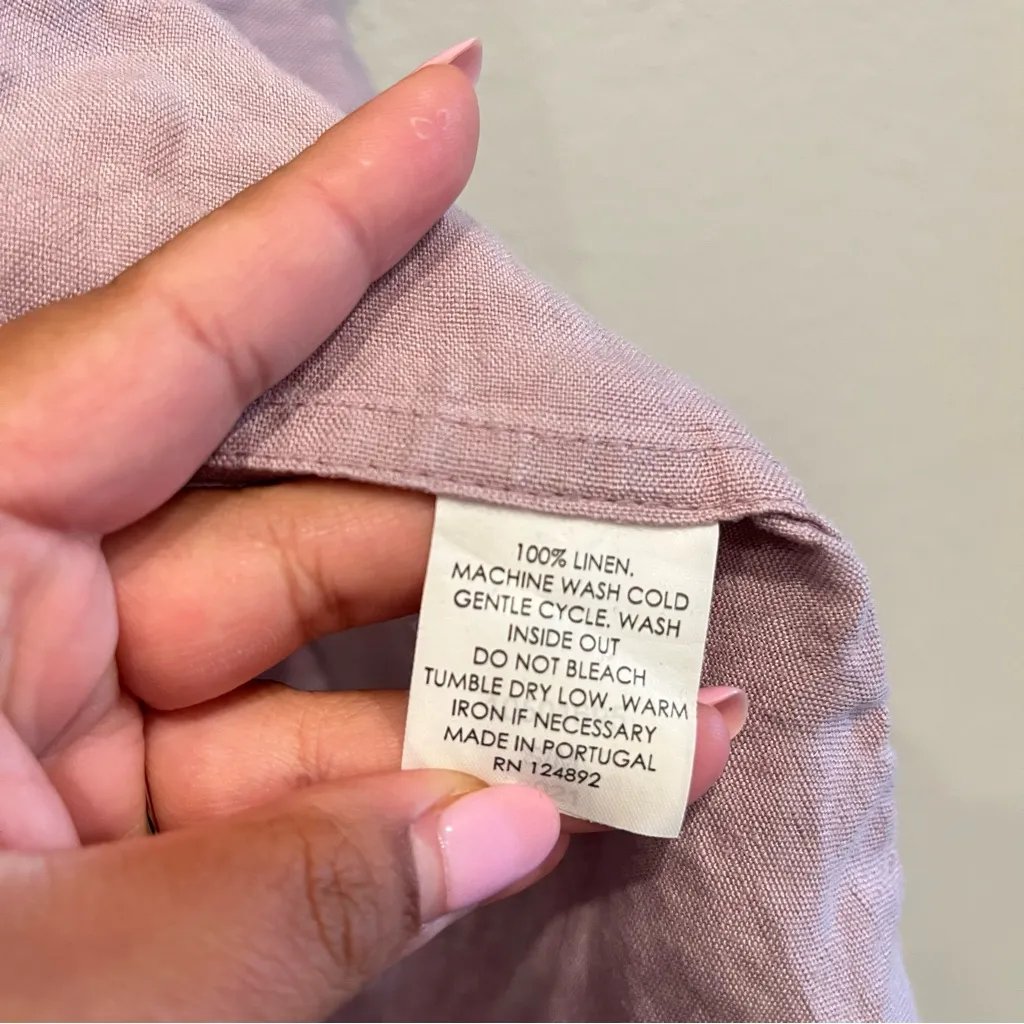 100% LINEN.
MACHINE WASH COLD
GENTLE CYCLE. WASH
INSIDE OUT
DO NOT BLEACH
TUMBLE DRY LOW. WARM
IRON IF NECESSARY
MADE IN PORTUGAL
RN 124892